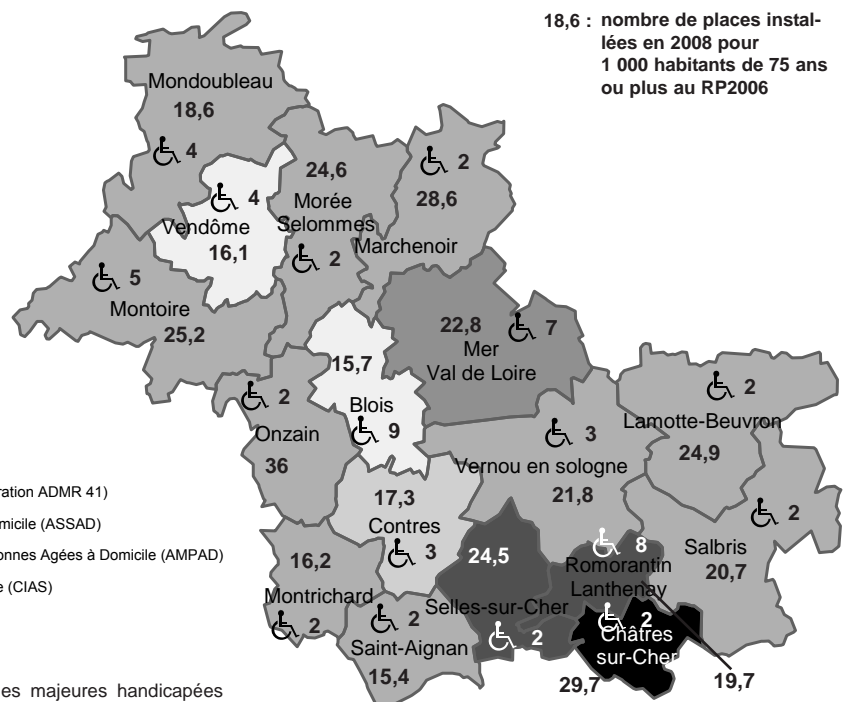 18,6 : nombre de places instal-
lées en 2008 pour
1 000 habitants de 75 ans
ou plus au RP2006
Mondoubleau
18,6
4
4
Vendôme
16,1
24,6
Morée
Selommes
2
2
28,6
Marchenoir
5
Montoire
25,2
22,8
7
Mer
Val de Loire
15,7
Blois
9
2
Onzain
36
2
Lamotte-Beuvron
24,9
3
Vernou en sologne
21,8
2
Salbris
20,7
17,3
Contres
3
24,5
Selles-sur-Cher
2
8
Romorantin
Lanthenay
19,7
2
Châtres
sur-Cher
29,7
16,2
Montrichard
2
2
Saint-Aignan
15,4
ration ADMR 41)
micile (ASSAD)
onnes Agées à Domicile (AMPAD)
e (CIAS)
es majeures handicapées